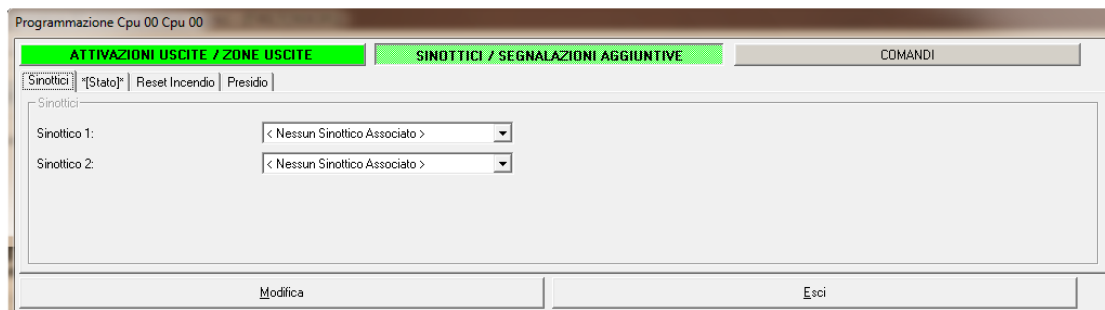 Programmazione Cpu 00 Cpu 00
ATTIVAZIONI USCITE / ZONE USCITE SINOTTICI / SEGNALAZIONI AGGIUNTIVE COMANDI
Sinottici *[Stato]* Reset Incendio Presidio
Sinottici
Sinottico 1: < Nessun Sinottico Associato >
Sinottico 2: < Nessun Sinottico Associato >
Modifica Esci